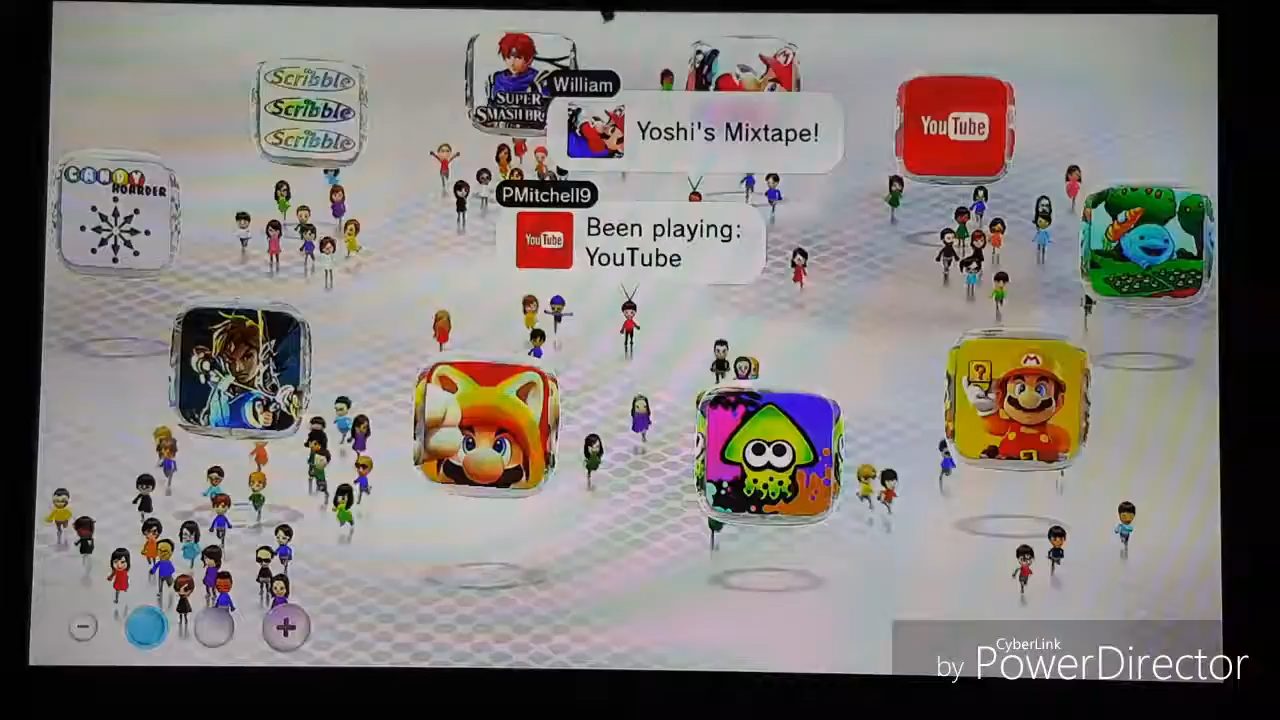 Scribble
Scribble
Scribble
SUPER
SMASH BR
William
Yoshi's Mixtape!
YouTube
CANDY
HOARDER
PMitchell9
YouTube
Been playing:
YouTube
M
?
CyberLink
by PowerDirector